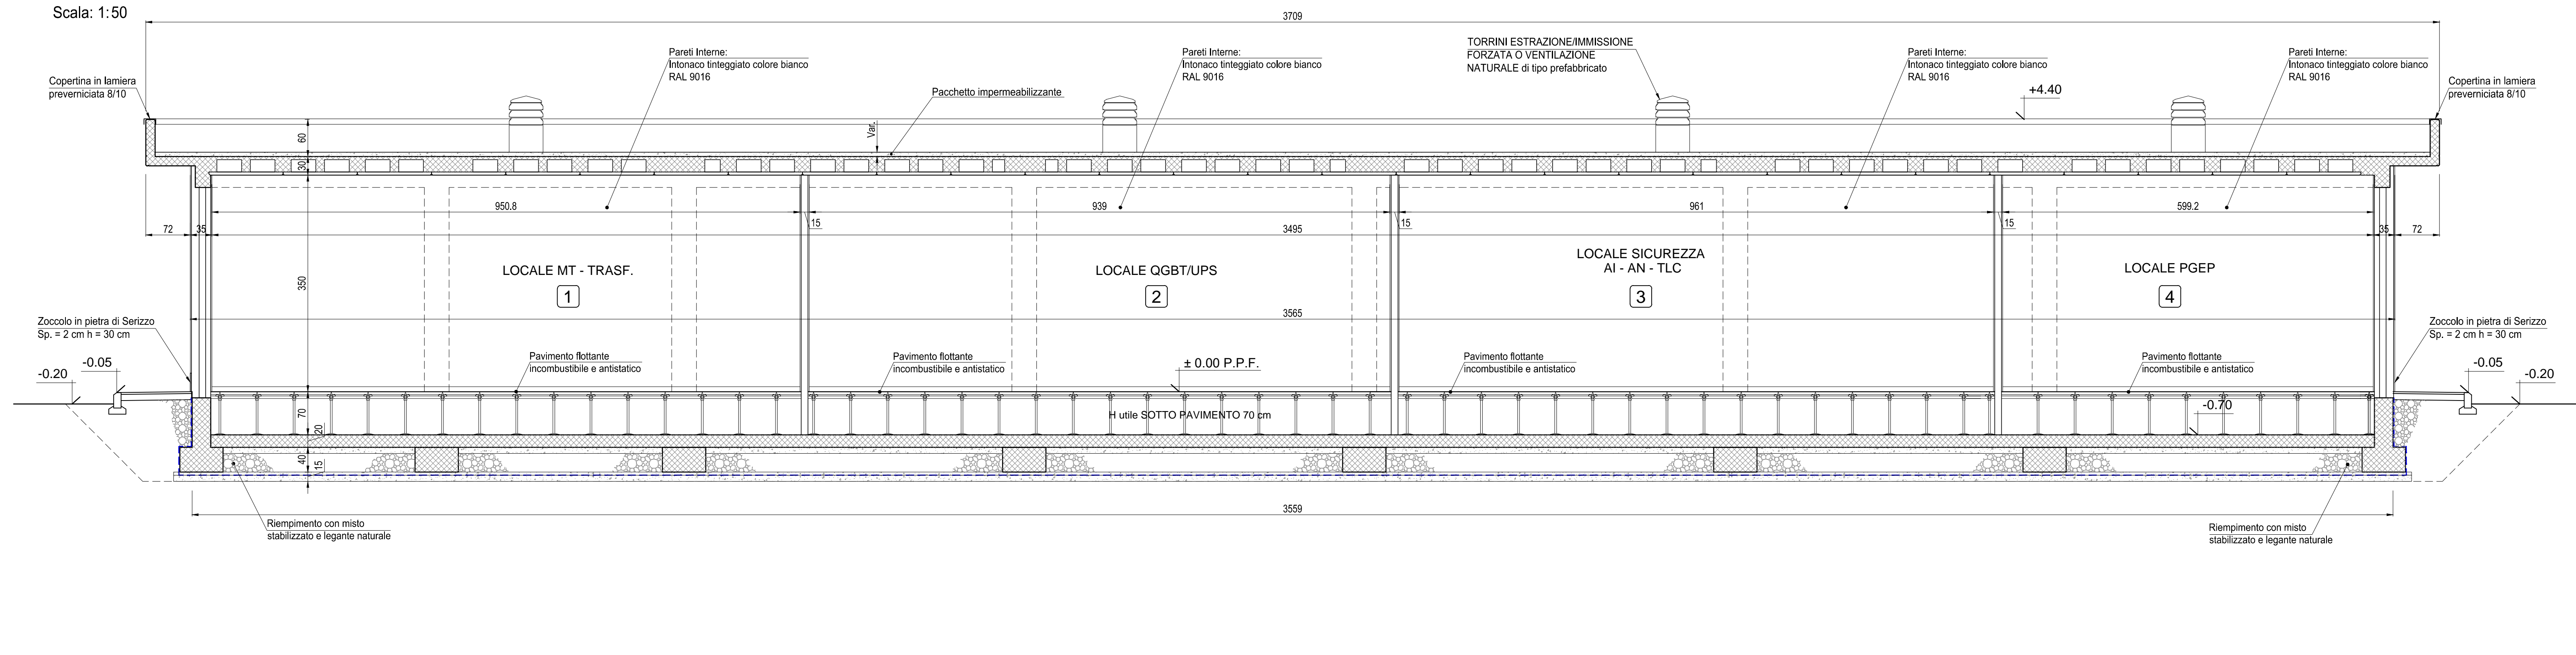 Scala: 1:50
3709
Pareti Interne:
Intonaco tinteggiato colore bianco
RAL 9016
Pareti Interne:
Intonaco tinteggiato colore bianco
RAL 9016
TORRINI ESTRAZIONE/IMMISSIONE
FORZATA O VENTILAZIONE
NATURALE di tipo prefabbricato
Pareti Interne:
Intonaco tinteggiato colore bianco
RAL 9016
Pareti Interne:
Intonaco tinteggiato colore bianco
RAL 9016
Copertina in lamiera
preverniciata 8/10
Pacchetto impermeabilizzante
+4.40
Copertina in lamiera
preverniciata 8/10
60
Var.
30
950.8
15
939
15
961
15
599.2
72
35
3495
35
72
LOCALE MT - TRASF.
1
LOCALE QGBT/UPS
2
LOCALE SICUREZZA
AI - AN - TLC
3
LOCALE PGEP
4
350
3565
Zoccolo in pietra di Serizzo
Sp. = 2 cm h = 30 cm
Zoccolo in pietra di Serizzo
Sp. = 2 cm h = 30 cm
-0.05
-0.20
Pavimento flottante
incombustibile e antistatico
Pavimento flottante
incombustibile e antistatico
± 0.00 P.P.F.
Pavimento flottante
incombustibile e antistatico
Pavimento flottante
incombustibile e antistatico
-0.05
-0.20
70
H utile SOTTO PAVIMENTO 70 cm
-0.70
20
40
15
3559
Riempimento con misto
stabilizzato e legante naturale
Riempimento con misto
stabilizzato e legante naturale